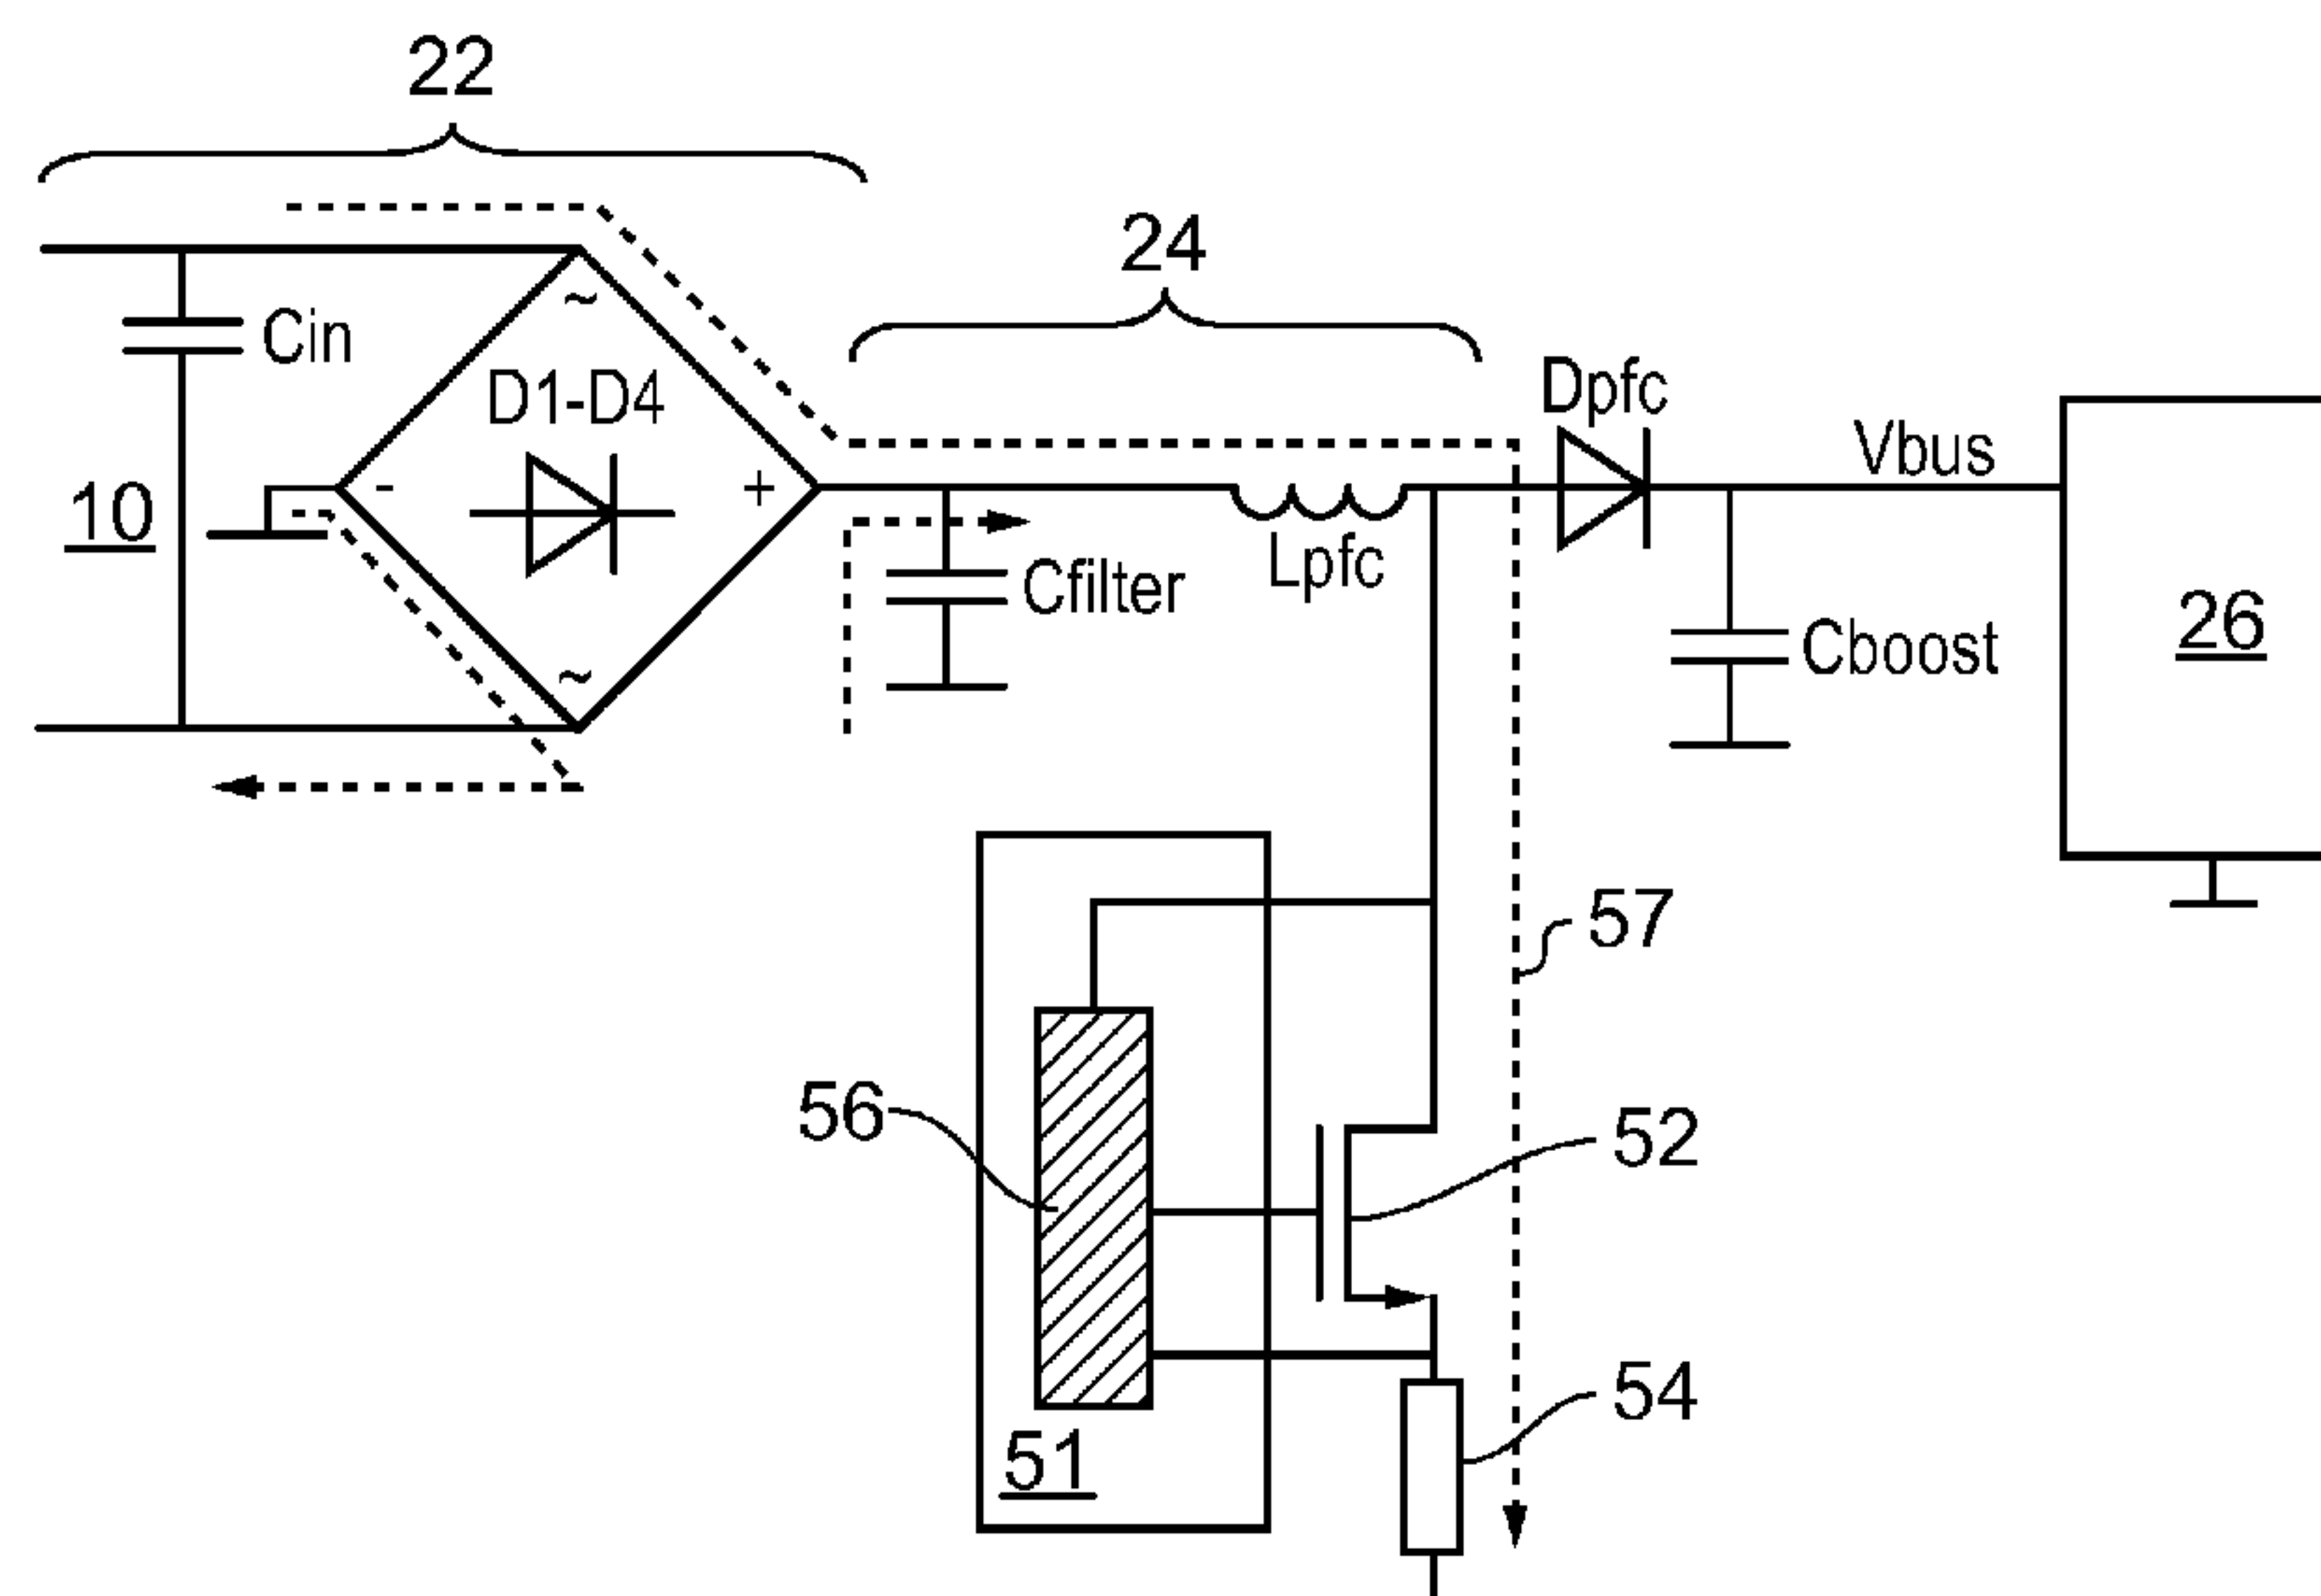 22
24
~
Cin
D1-D4
Dpfc
Vbus
10
-
+
Cfilter
Lpfc
Cboost
26
~
57
56
52
54
51